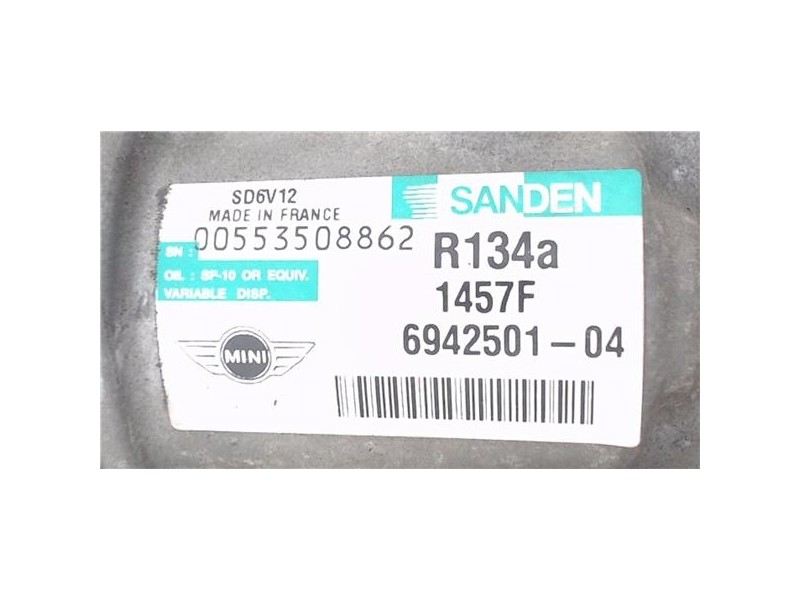 SD6V12
MADE IN FRANCE
SANDEN
SN : 00553508862
R134a
OIL : SP-10 OR EQUIV.
VARIABLE DISP.
1457F
6942501-04
MINI